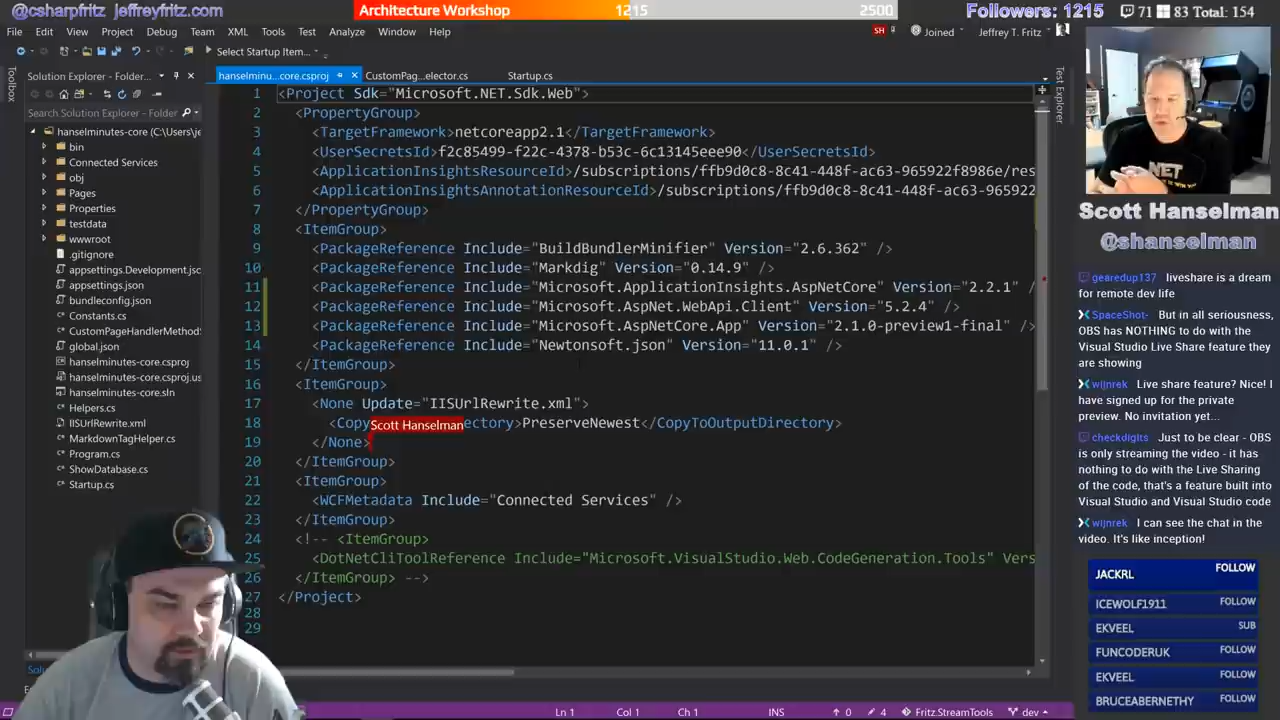 @csharpfritz jeffreyfritz.com
Architecture Workshop
1215
2500
Followers: 1215
71 83 Total: 154
File Edit View Project Debug Team XML Tools Test Analyze Window Help
SH Joined Jeffrey T. Fritz
Select Startup Item...
Solution Explorer - Folder...
hanselminu...core.csproj
CustomPag...elector.cs
Startup.cs
Toolbox
Test Explorer
Search Solution Explorer - Folder
hanselminutes-core (C:\Users\je
bin
Connected Services
obj
Pages
Properties
testdata
wwwroot
.gitignore
appsettings.Development.jso
appsettings.json
bundleconfig.json
Constants.cs
CustomPageHandlerMethodS
global.json
hanselminutes-core.csproj
hanselminutes-core.csproj.us
hanselminutes-core.sln
Helpers.cs
IISUrlRewrite.xml
MarkdownTagHelper.cs
Program.cs
ShowDatabase.cs
Startup.cs
1 <Project Sdk="Microsoft.NET.Sdk.Web">
2 <PropertyGroup>
3 <TargetFramework>netcoreapp2.1</TargetFramework>
4 <UserSecretsId>f2c85499-f22c-4378-b53c-6c13145eee90</UserSecretsId>
5 <ApplicationInsightsResourceId>/subscriptions/ffb9d0c8-8c41-448f-ac63-965922f8986e/res
6 <ApplicationInsightsAnnotationResourceId>/subscriptions/ffb9d0c8-8c41-448f-ac63-965922
7 </PropertyGroup>
8 <ItemGroup>
9 <PackageReference Include="BuildBundlerMinifier" Version="2.6.362" />
10 <PackageReference Include="Markdig" Version="0.14.9" />
11 <PackageReference Include="Microsoft.ApplicationInsights.AspNetCore" Version="2.2.1" /
12 <PackageReference Include="Microsoft.AspNet.WebApi.Client" Version="5.2.4" />
13 <PackageReference Include="Microsoft.AspNetCore.App" Version="2.1.0-preview1-final" />
14 <PackageReference Include="Newtonsoft.json" Version="11.0.1" />
15 </ItemGroup>
16 <ItemGroup>
17 <None Update="IISUrlRewrite.xml">
18 <Copy Scott Hanselman ectory>PreserveNewest</CopyToOutputDirectory>
19 </None>
20 </ItemGroup>
21 <ItemGroup>
22 <WCFMetadata Include="Connected Services" />
23 </ItemGroup>
24 <!-- <ItemGroup>
25 <DotNetCliToolReference Include="Microsoft.VisualStudio.Web.CodeGeneration.Tools" Vers
26 </ItemGroup> -->
27 </Project>
28
29
Ln 1 Col 1 Ch 1 INS 0 4 Fritz.StreamTools dev
.NET
Scott Hanselman
@shanselman
gearedup137 liveshare is a dream
for remote dev life
SpaceShot- But in all seriousness,
OBS has NOTHING to do with the
Visual Studio Live Share feature they
are showing
wijnrek Live share feature? Nice! I
have signed up for the private
preview. No invitation yet...
checkdigits Just to be clear - OBS
is only streaming the video - it has
nothing to do with the Live Sharing
of the code, that's a feature built into
Visual Studio and Visual Studio code
wijnrek I can see the chat in the
video. It's like inception!
JACKRL FOLLOW
ICEWOLF1911 FOLLOW
EKVEEL SUB
FUNCODERUK FOLLOW
EKVEEL FOLLOW
BRUCEABERNETHY FOLLOW